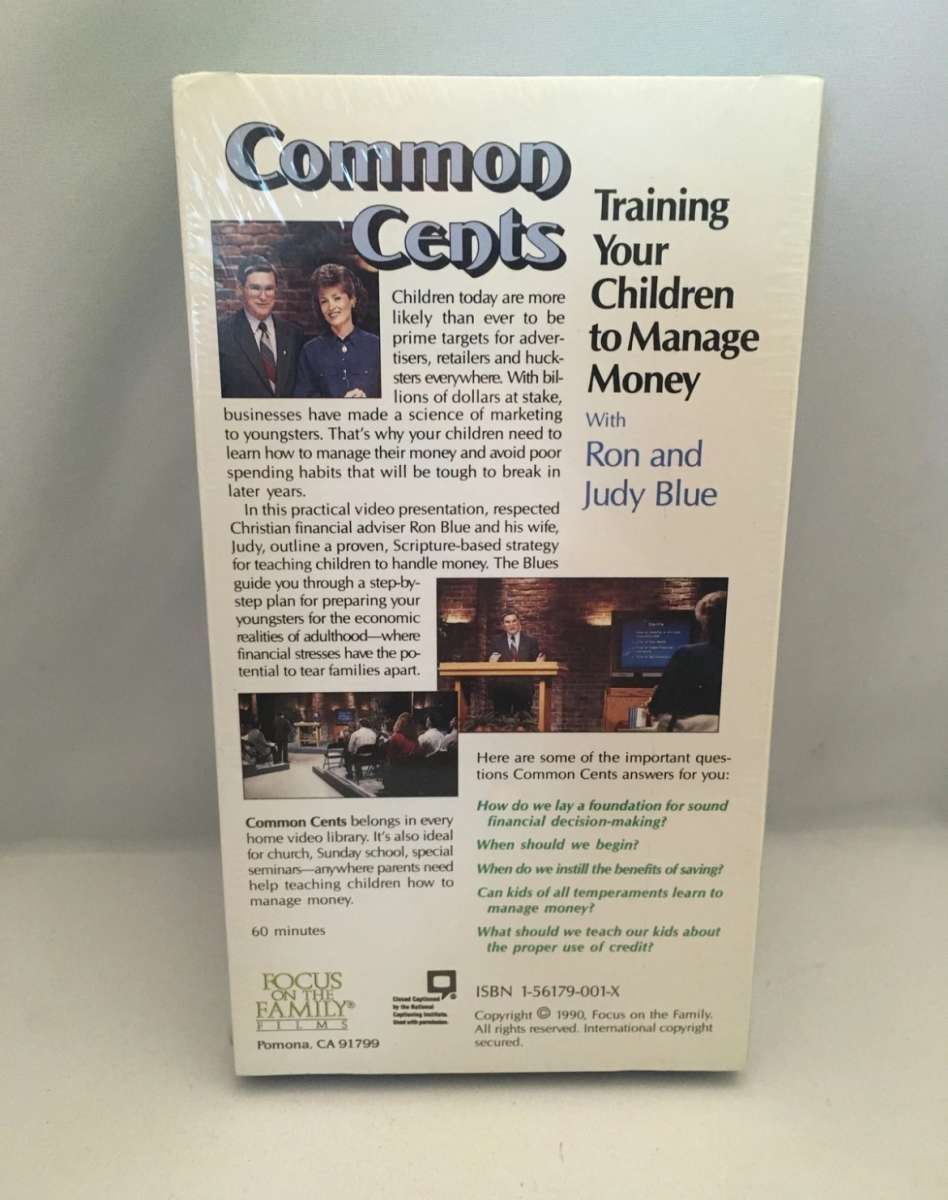 Common
Cents
Training
Your
Children
to Manage
Money
With
Ron and
Judy Blue
Children today are more
likely than ever to be
prime targets for adver-
tisers, retailers and huck-
sters everywhere. With bil-
lions of dollars at stake,
businesses have made a science of marketing
to youngsters. That's why your children need to
learn how to manage their money and avoid poor
spending habits that will be tough to break in
later years.
In this practical video presentation, respected
Christian financial adviser Ron Blue and his wife,
Judy, outline a proven, Scripture-based strategy
for teaching children to handle money. The Blues
guide you through a step-by-
step plan for preparing your
youngsters for the economic
realities of adulthood—where
financial stresses have the po-
tential to tear families apart.
Here are some of the important ques-
tions Common Cents answers for you:
How do we lay a foundation for sound
financial decision-making?
When should we begin?
When do we instill the benefits of saving?
Can kids of all temperaments learn to
manage money?
What should we teach our kids about
the proper use of credit?
Common Cents belongs in every
home video library. It's also ideal
for church, Sunday school, special
seminars—anywhere parents need
help teaching children how to
manage money.
60 minutes
FOCUS
ON THE
FAMILY®
FILMS
Pomona, CA 91799
Closed Captioned
by the National
Captioning Institute.
Used with permission.
ISBN 1-56179-001-X
Copyright © 1990, Focus on the Family.
All rights reserved. International copyright
secured.